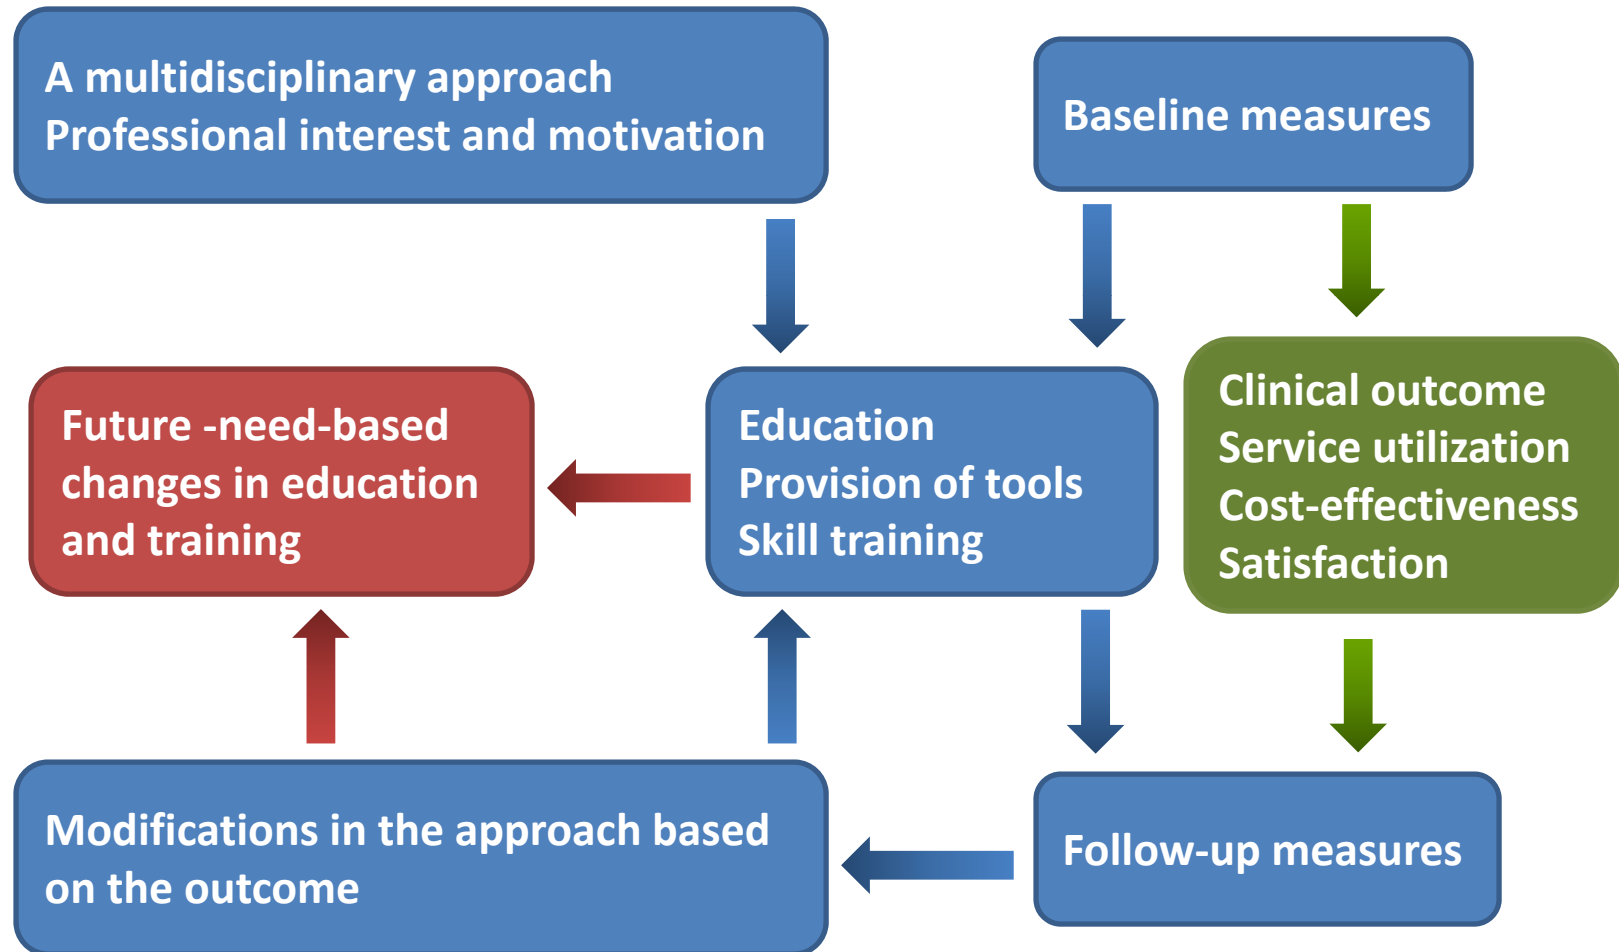 A multidisciplinary approach
Professional interest and motivation
Baseline measures
Future -need-based
changes in education
and training
Education
Provision of tools
Skill training
Clinical outcome
Service utilization
Cost-effectiveness
Satisfaction
Modifications in the approach based
on the outcome
Follow-up measures